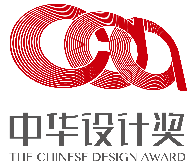 中华设计奖
THE CHINESE DESIGN AWARD